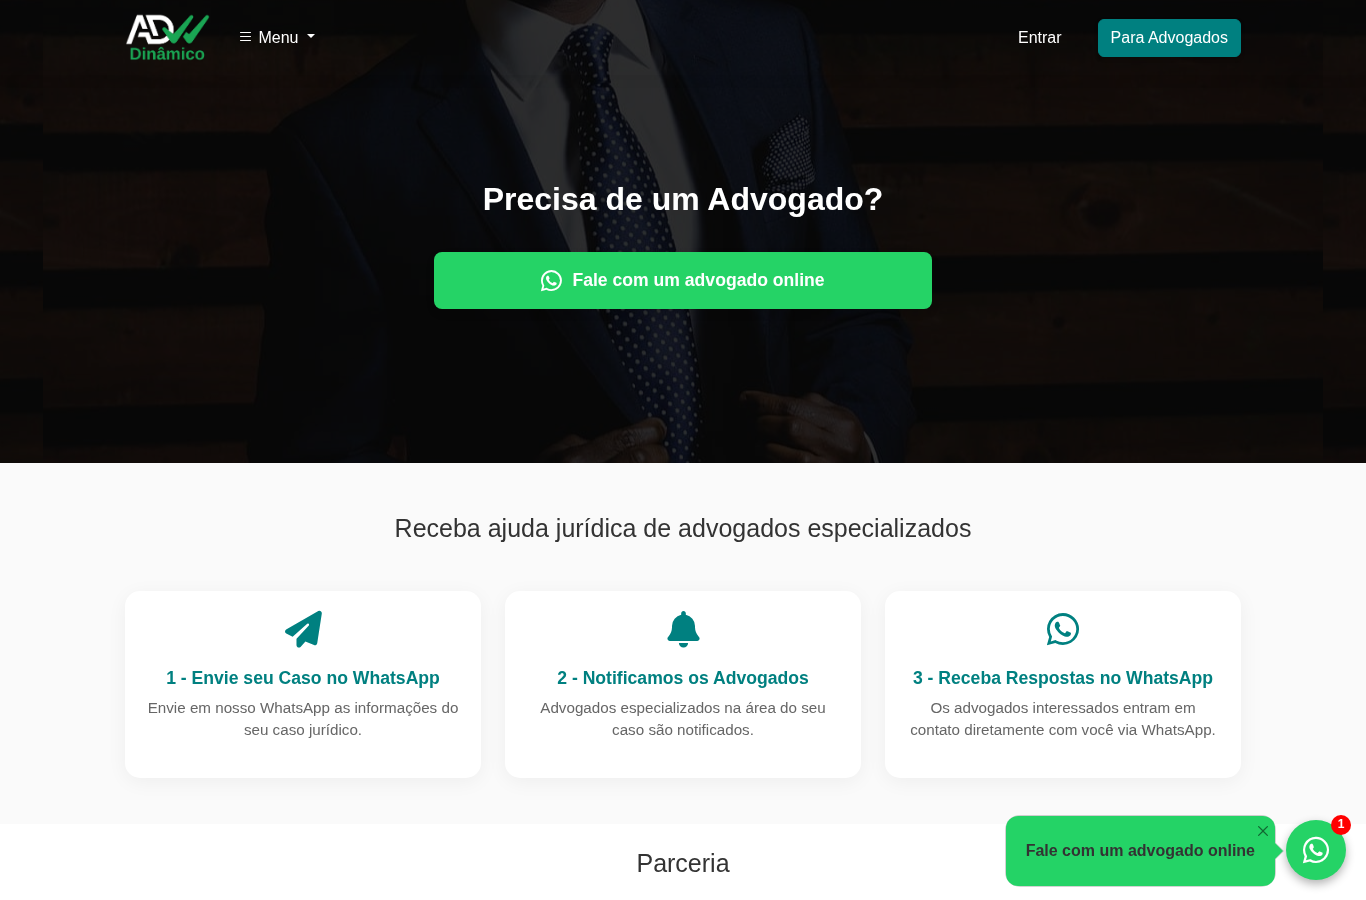 ADW
Dinâmico
Menu
Entrar
Para Advogados
Precisa de um Advogado?
Fale com um advogado online
Receba ajuda jurídica de advogados especializados
1 - Envie seu Caso no WhatsApp
Envie em nosso WhatsApp as informações do
seu caso jurídico.
2 - Notificamos os Advogados
Advogados especializados na área do seu
caso são notificados.
3 - Receba Respostas no WhatsApp
Os advogados interessados entram em
contato diretamente com você via WhatsApp.
Parceria
Fale com um advogado online
1